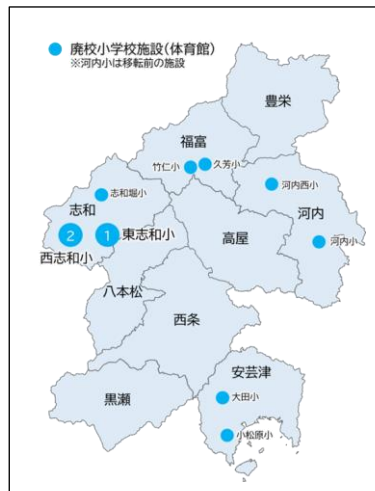 廃校小学校施設(体育館)
※河内小は移転前の施設
豊栄
福富
竹仁小
久芳小
志和堀小
河内西小
志和
河内
2
1
東志和小
高屋
河内小
西志和小
八本松
西条
安芸津
黒瀬
大田小
小松原小